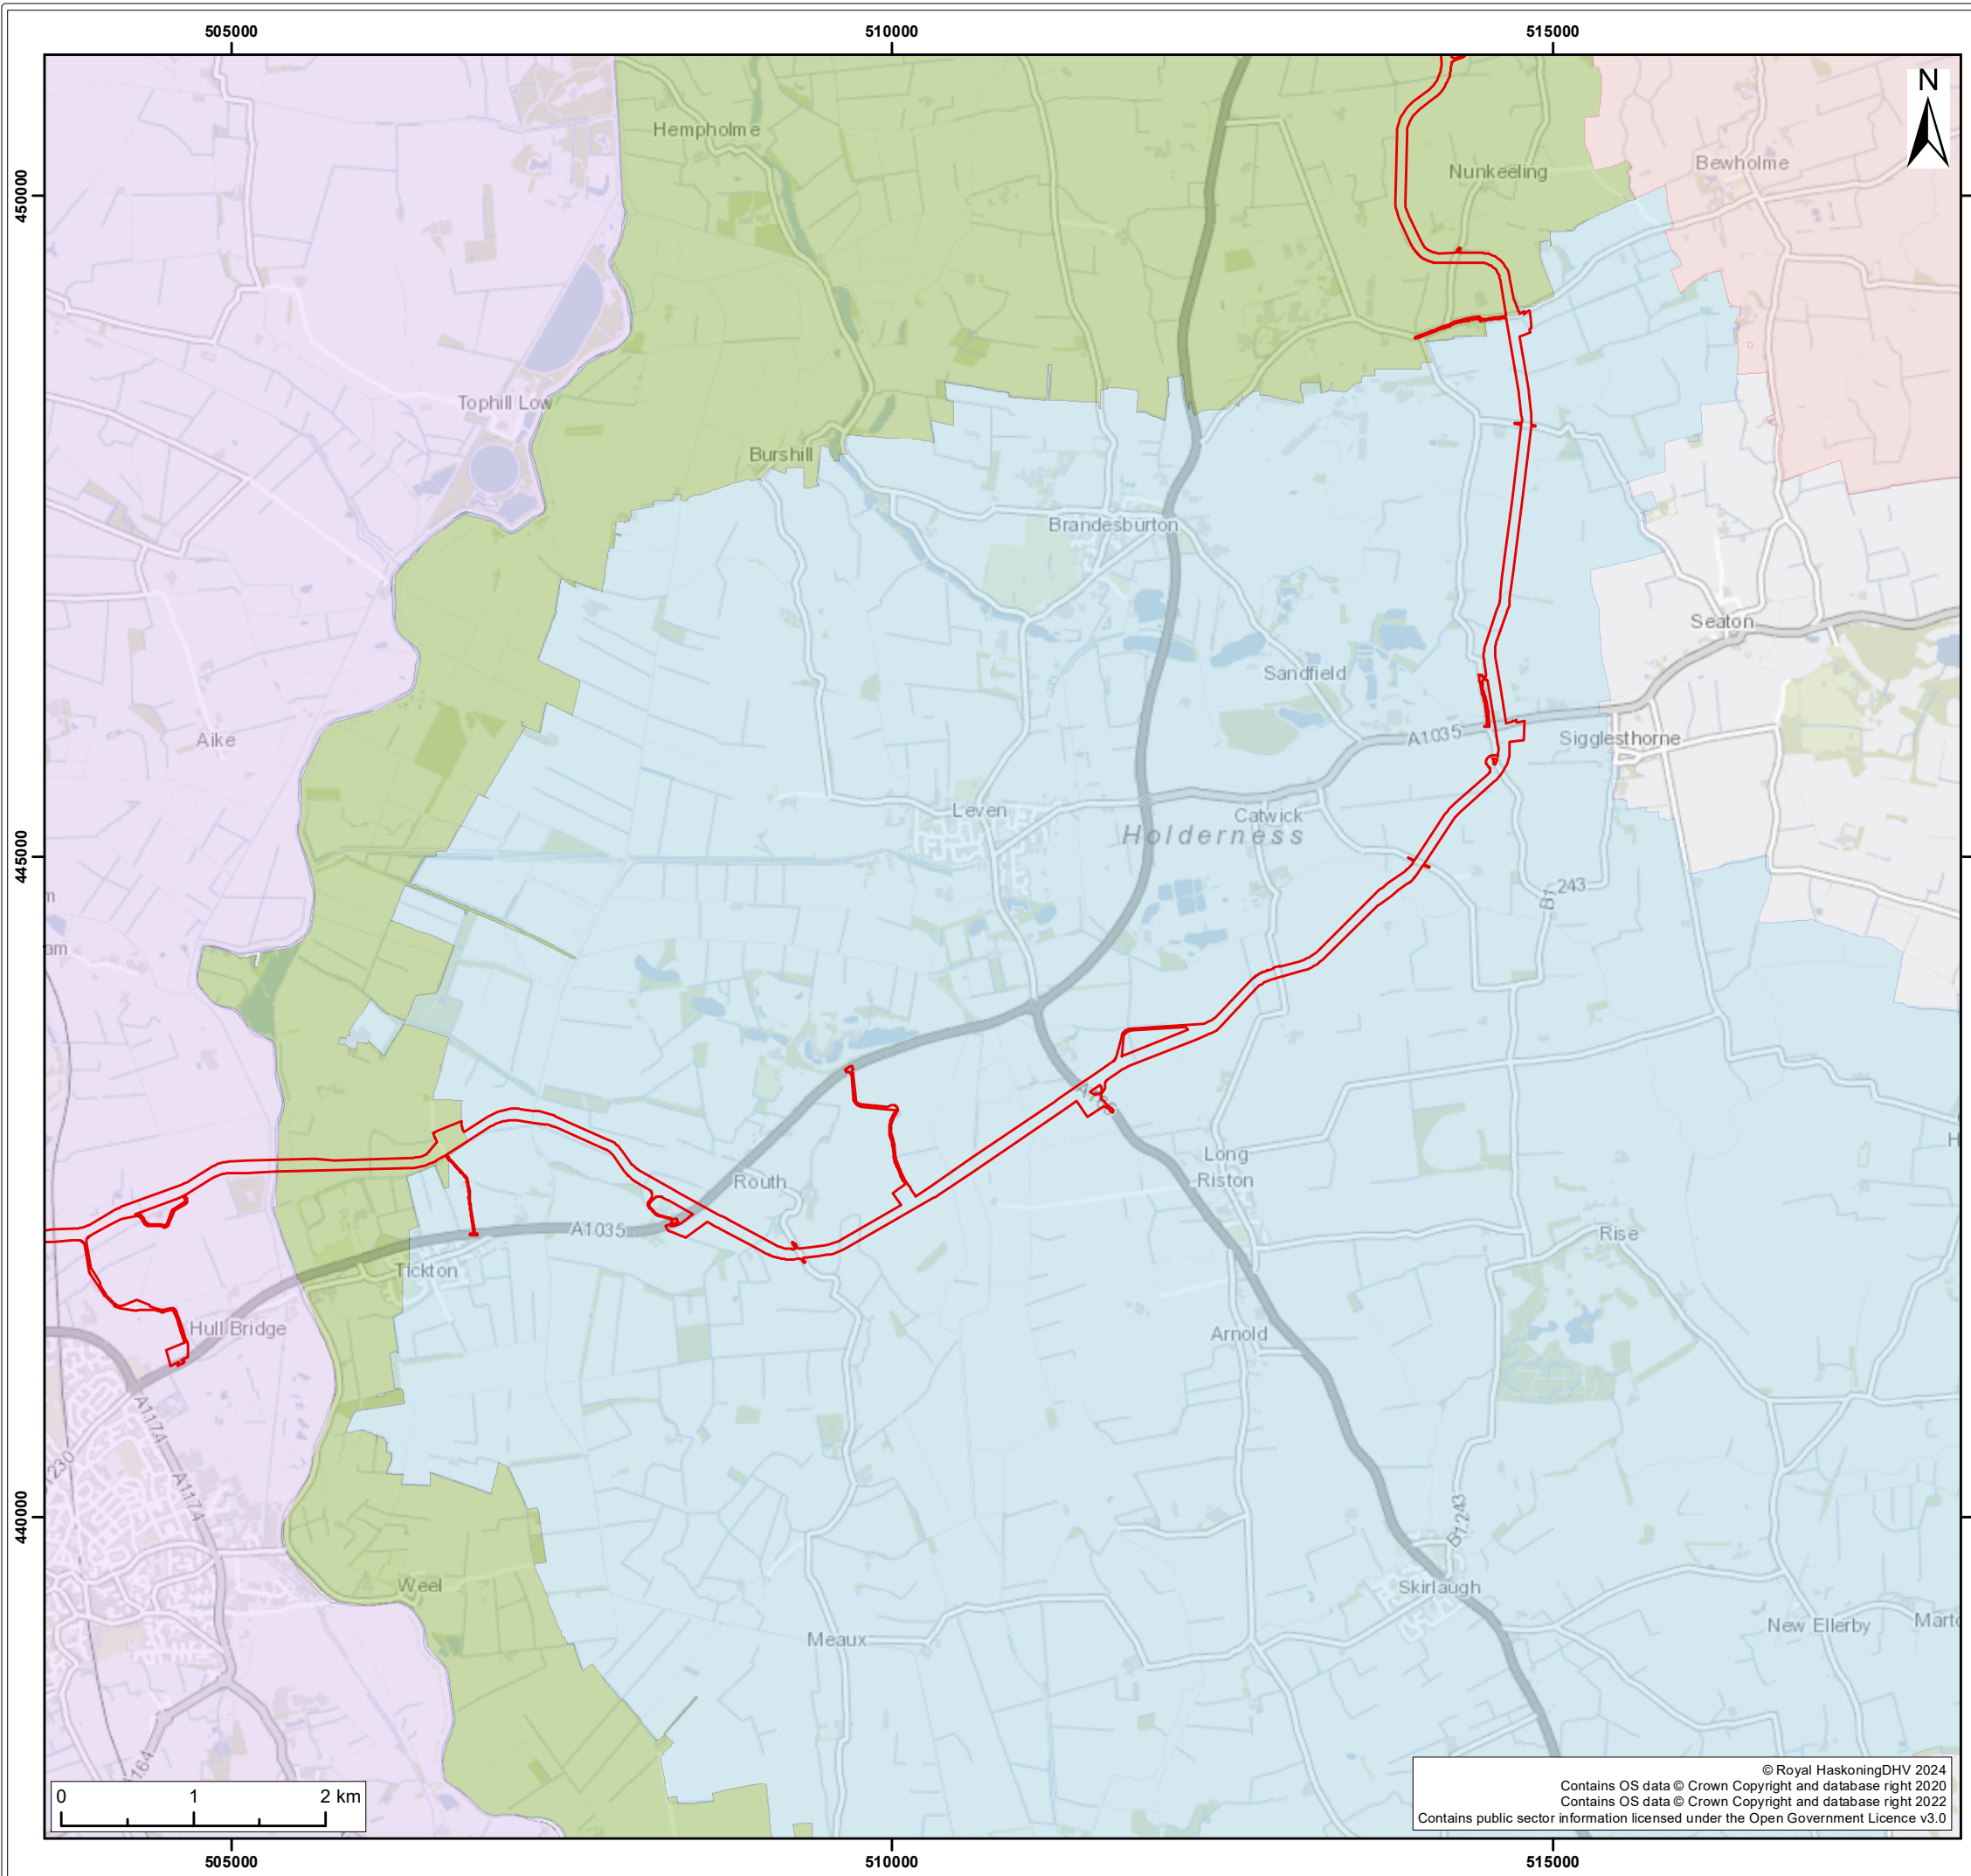 505000
510000
515000
N
Hempholme
Nunkeeling
Bewholme
450000
Tophill Low
Burshill
Brandesburton
Seaton
Sandfield
Aike
A1035
Sigglesthorne
Leven
Catwick
Holderness
445000
B1243
am
Long
Riston
Routh
A1035
Rise
Tickton
Hull Bridge
Arnold
A1174
A1174
1230
440000
B1243
Weel
Skirlaugh
New Ellerby
Meaux
1164
0 1 2 km
© Royal HaskoningDHV 2024
Contains OS data © Crown Copyright and database right 2020
Contains OS data © Crown Copyright and database right 2022
Contains public sector information licensed under the Open Government Licence v3.0
505000
510000
515000